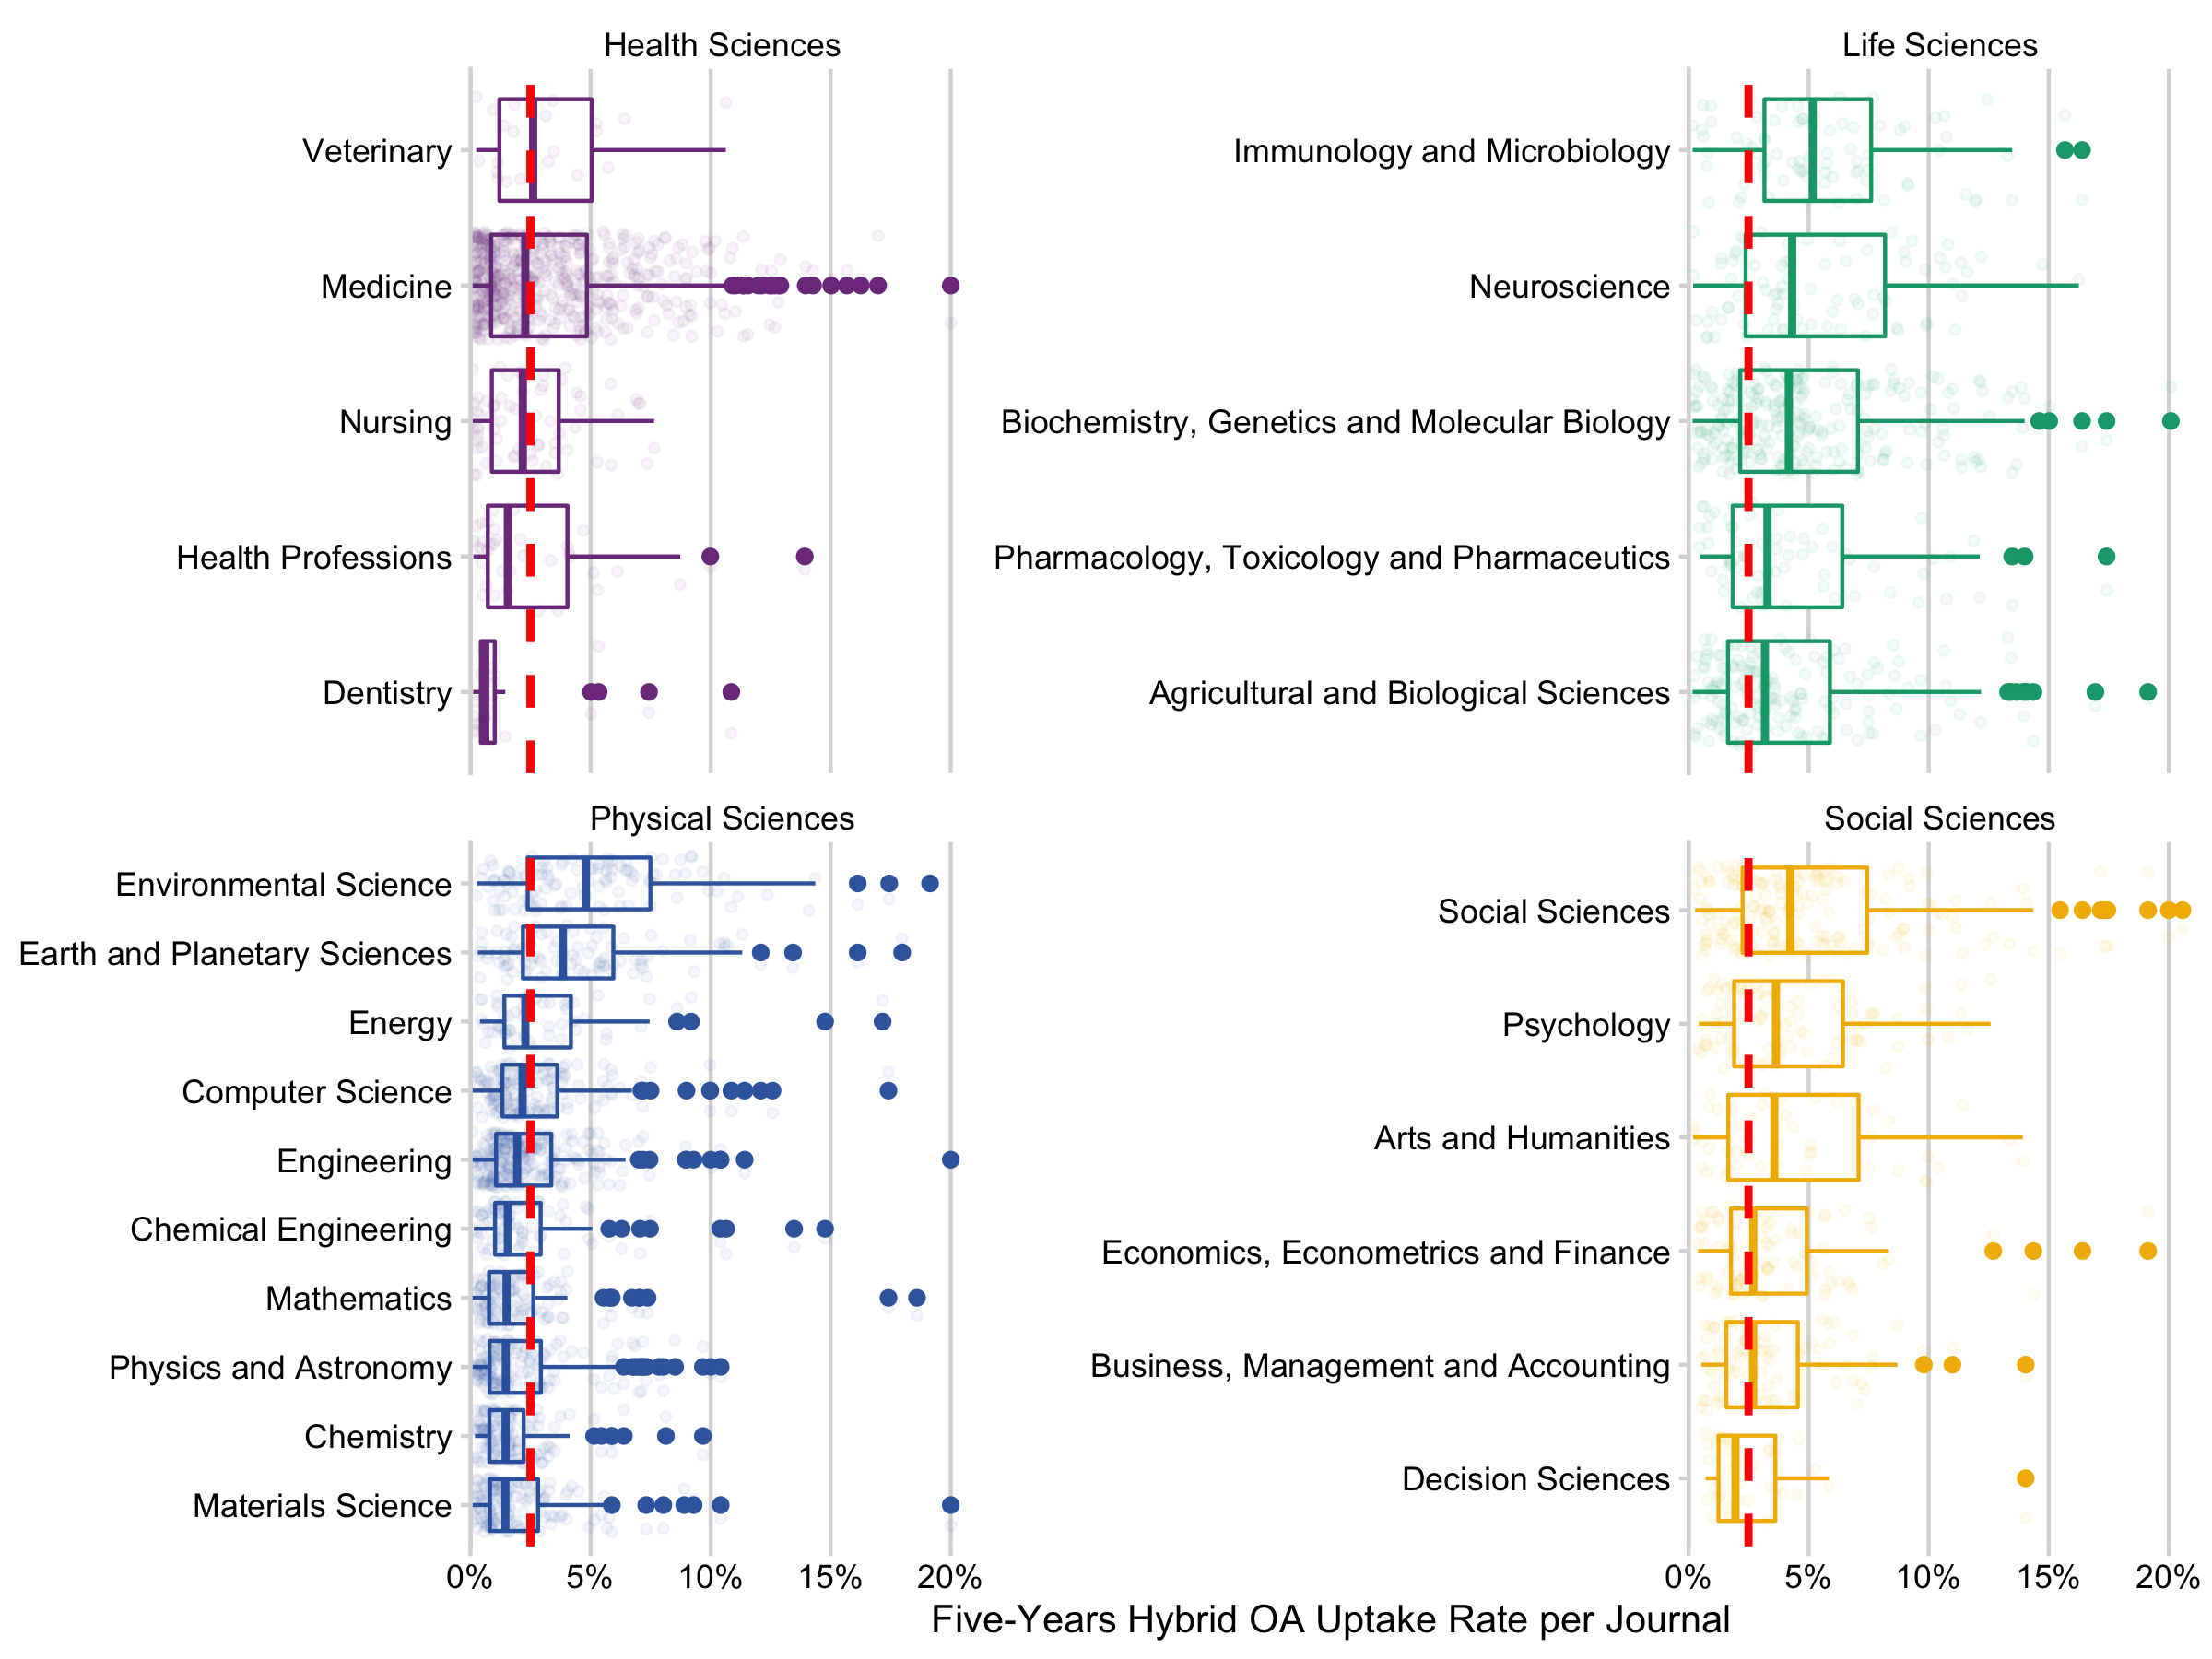 Health Sciences
Veterinary
Medicine
Nursing
Health Professions
Dentistry
Life Sciences
Immunology and Microbiology
Neuroscience
Biochemistry, Genetics and Molecular Biology
Pharmacology, Toxicology and Pharmaceutics
Agricultural and Biological Sciences
Physical Sciences
Environmental Science
Earth and Planetary Sciences
Energy
Computer Science
Engineering
Chemical Engineering
Mathematics
Physics and Astronomy
Chemistry
Materials Science
0% 5% 10% 15% 20%
Social Sciences
Social Sciences
Psychology
Arts and Humanities
Economics, Econometrics and Finance
Business, Management and Accounting
Decision Sciences
0% 5% 10% 15% 20%
Five-Years Hybrid OA Uptake Rate per Journal